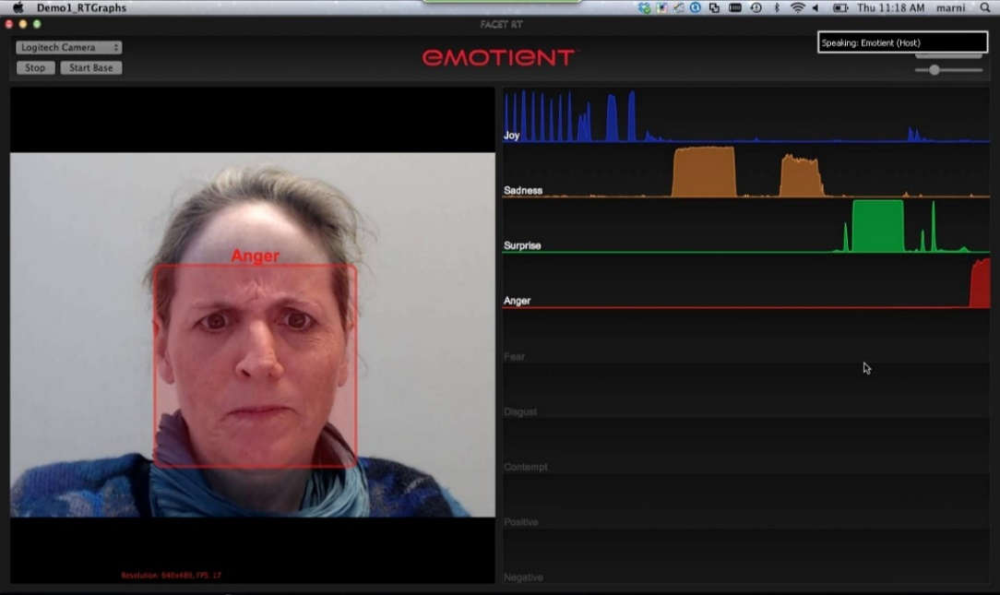 Demo1_RTGraphs
Thu 11:18 AM marni
FACET RT
Logitech Camera
Stop
Start Base
EMOTIENT
Speaking: Emotient (Host)
Joy
Sadness
Surprise
Anger
Fear
Disgust
Contempt
Positive
Negative
Anger
Resolution: 640x480, FPS: 17